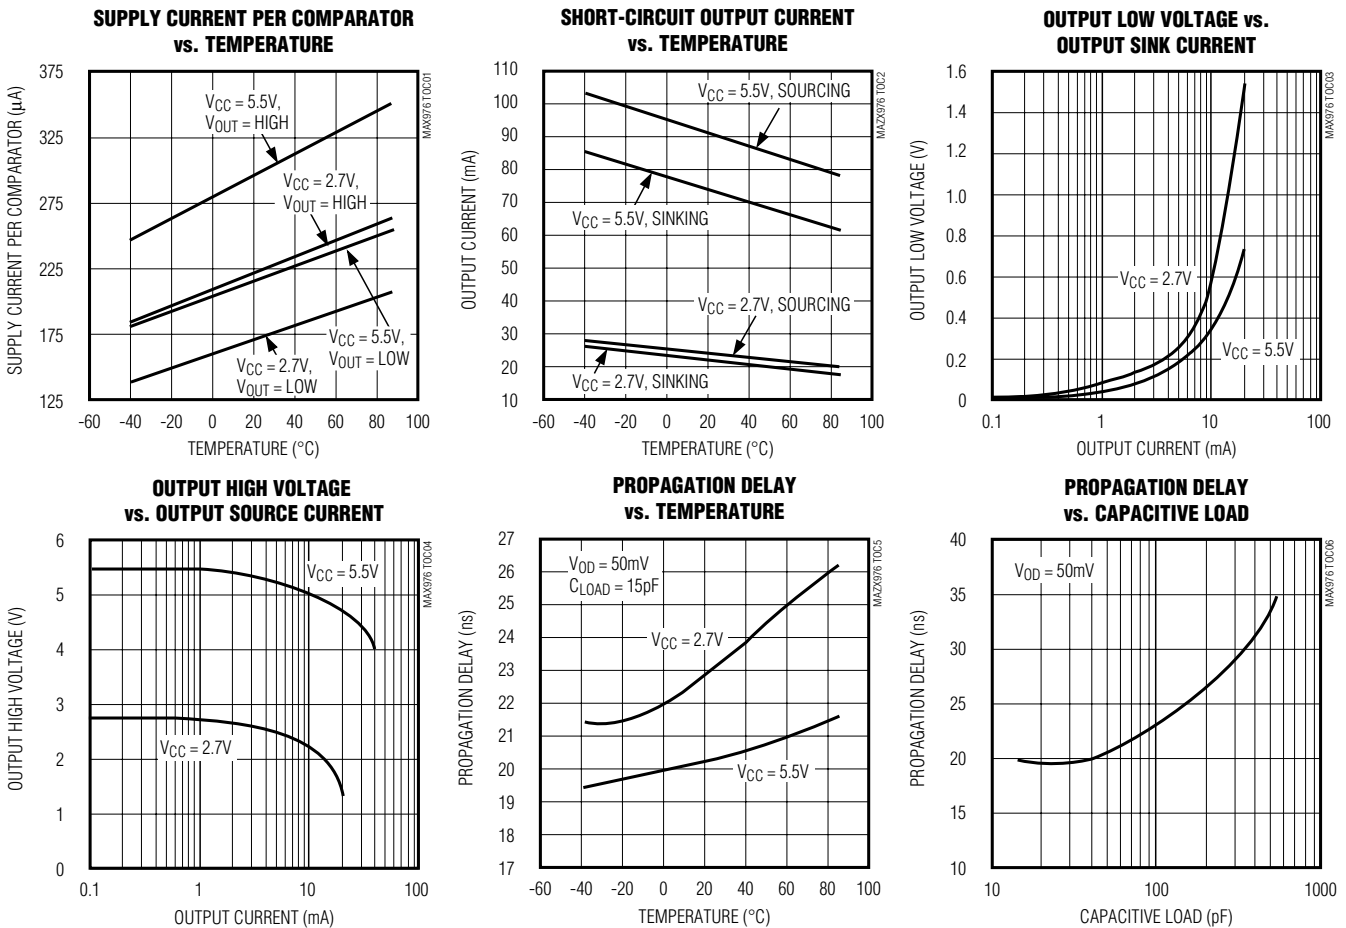 SUPPLY CURRENT PER COMPARATOR
vs. TEMPERATURE
375
325
275
225
175
125
SUPPLY CURRENT PER COMPARATOR (µA)
VCC = 5.5V,
VOUT = HIGH
VCC = 2.7V,
VOUT = HIGH
VCC = 5.5V,
VOUT = LOW
VCC = 2.7V,
VOUT = LOW
MAX976 TOC01
-60 -40 -20 0 20 40 60 80 100
TEMPERATURE (°C)
SHORT-CIRCUIT OUTPUT CURRENT
vs. TEMPERATURE
110
100
90
80
70
60
50
40
30
20
10
OUTPUT CURRENT (mA)
VCC = 5.5V, SOURCING
VCC = 5.5V, SINKING
VCC = 2.7V, SOURCING
VCC = 2.7V, SINKING
MAZX976 TOC2
-60 -40 -20 0 20 40 60 80 100
TEMPERATURE (°C)
OUTPUT LOW VOLTAGE vs.
OUTPUT SINK CURRENT
1.6
1.4
1.2
1.0
0.8
0.6
0.4
0.2
0
OUTPUT LOW VOLTAGE (V)
VCC = 2.7V
VCC = 5.5V
MAX976 TOC03
0.1 1 10 100
OUTPUT CURRENT (mA)
OUTPUT HIGH VOLTAGE
vs. OUTPUT SOURCE CURRENT
6
5
4
3
2
1
0
OUTPUT HIGH VOLTAGE (V)
VCC = 5.5V
VCC = 2.7V
MAX976 TOC04
0.1 1 10 100
OUTPUT CURRENT (mA)
PROPAGATION DELAY
vs. TEMPERATURE
27
26
25
24
23
22
21
20
19
18
17
PROPAGATION DELAY (ns)
VOD = 50mV
CLOAD = 15pF
VCC = 2.7V
VCC = 5.5V
MAZX976 TOC5
-60 -40 -20 0 20 40 60 80 100
TEMPERATURE (°C)
PROPAGATION DELAY
vs. CAPACITIVE LOAD
40
35
30
25
20
15
10
PROPAGATION DELAY (ns)
VOD = 50mV
MAX976 TOC06
10 100 1000
CAPACITIVE LOAD (pF)